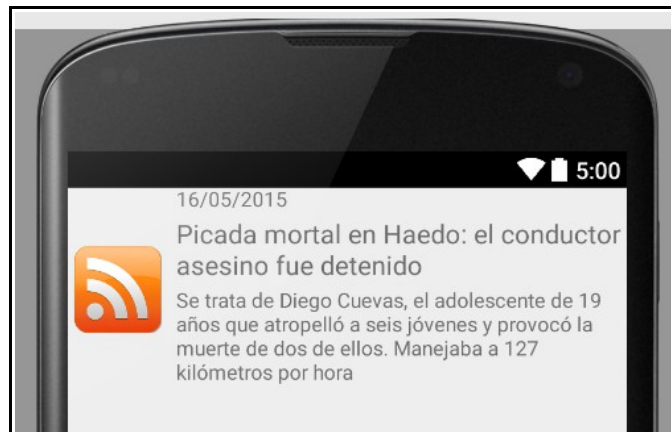 5:00
16/05/2015
Picada mortal en Haedo: el conductor
asesino fue detenido
Se trata de Diego Cuevas, el adolescente de 19
años que atropelló a seis jóvenes y provocó la
muerte de dos de ellos. Manejaba a 127
kilómetros por hora